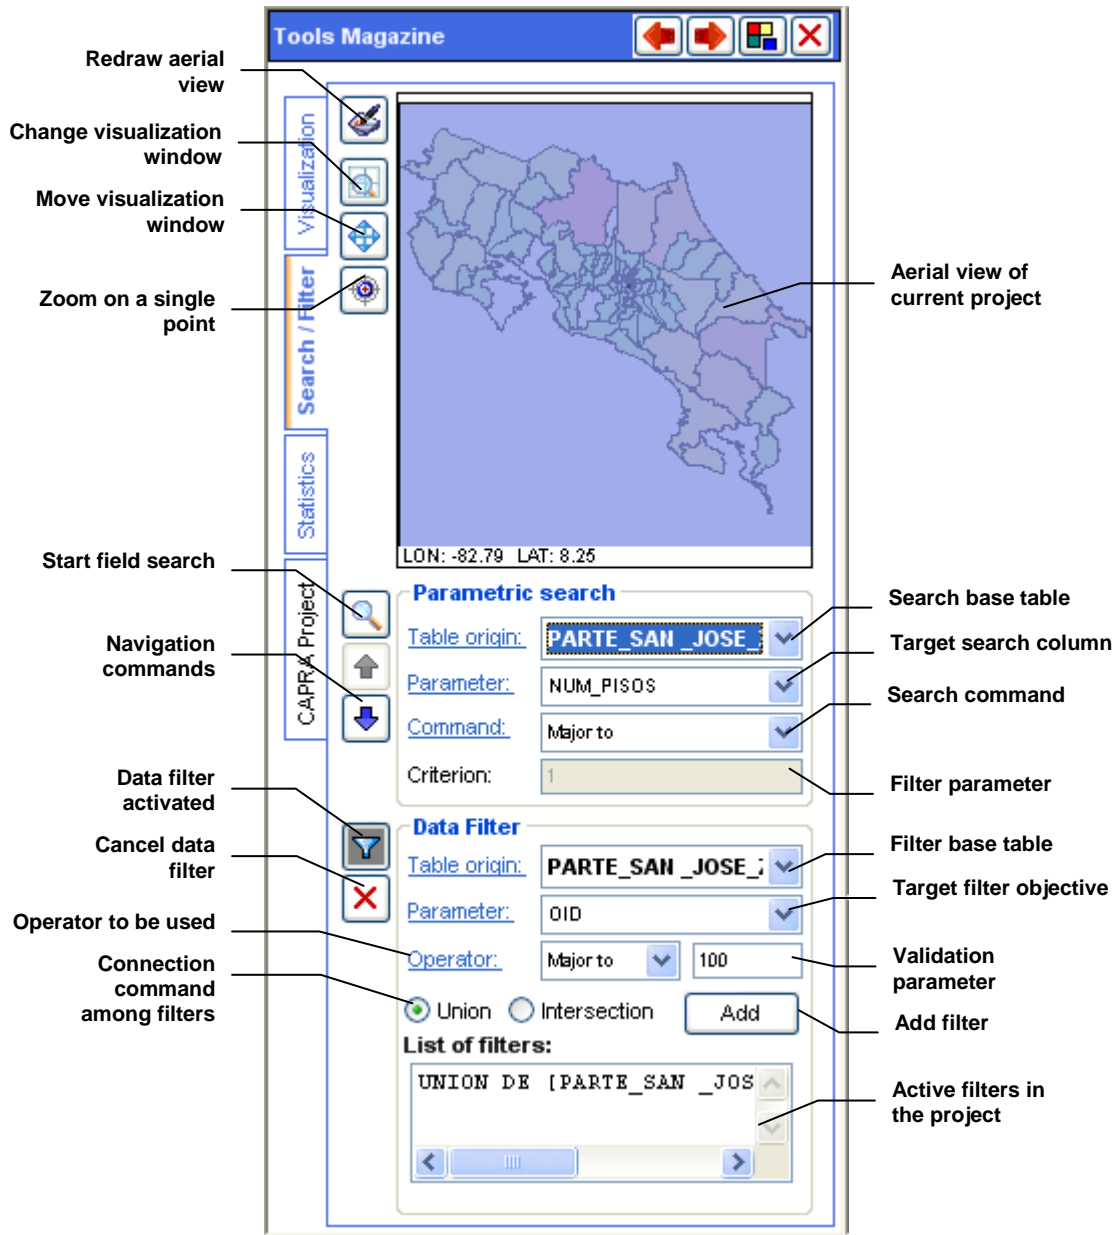 Tools Magazine
Redraw aerial
view
Change visualization
window
Move visualization
window
Zoom on a single
point
Visualization
Search / Filter
Statistics
CAPRA Project
Aerial view of
current project
LON: -82.79 LAT: 8.25
Start field search
Navigation
commands
Parametric search
Table origin: PARTE_SAN _JOSE_
Parameter: NUM_PISOS
Command: Major to
Criterion: 1
Search base table
Target search column
Search command
Filter parameter
Data filter
activated
Cancel data
filter
Operator to be used
Connection
command
among filters
Data Filter
Table origin: PARTE_SAN _JOSE_
Parameter: OID
Operator: Major to 100
Union Intersection Add
List of filters:
UNION DE [PARTE_SAN _JOS
Filter base table
Target filter objective
Validation
parameter
Add filter
Active filters in
the project